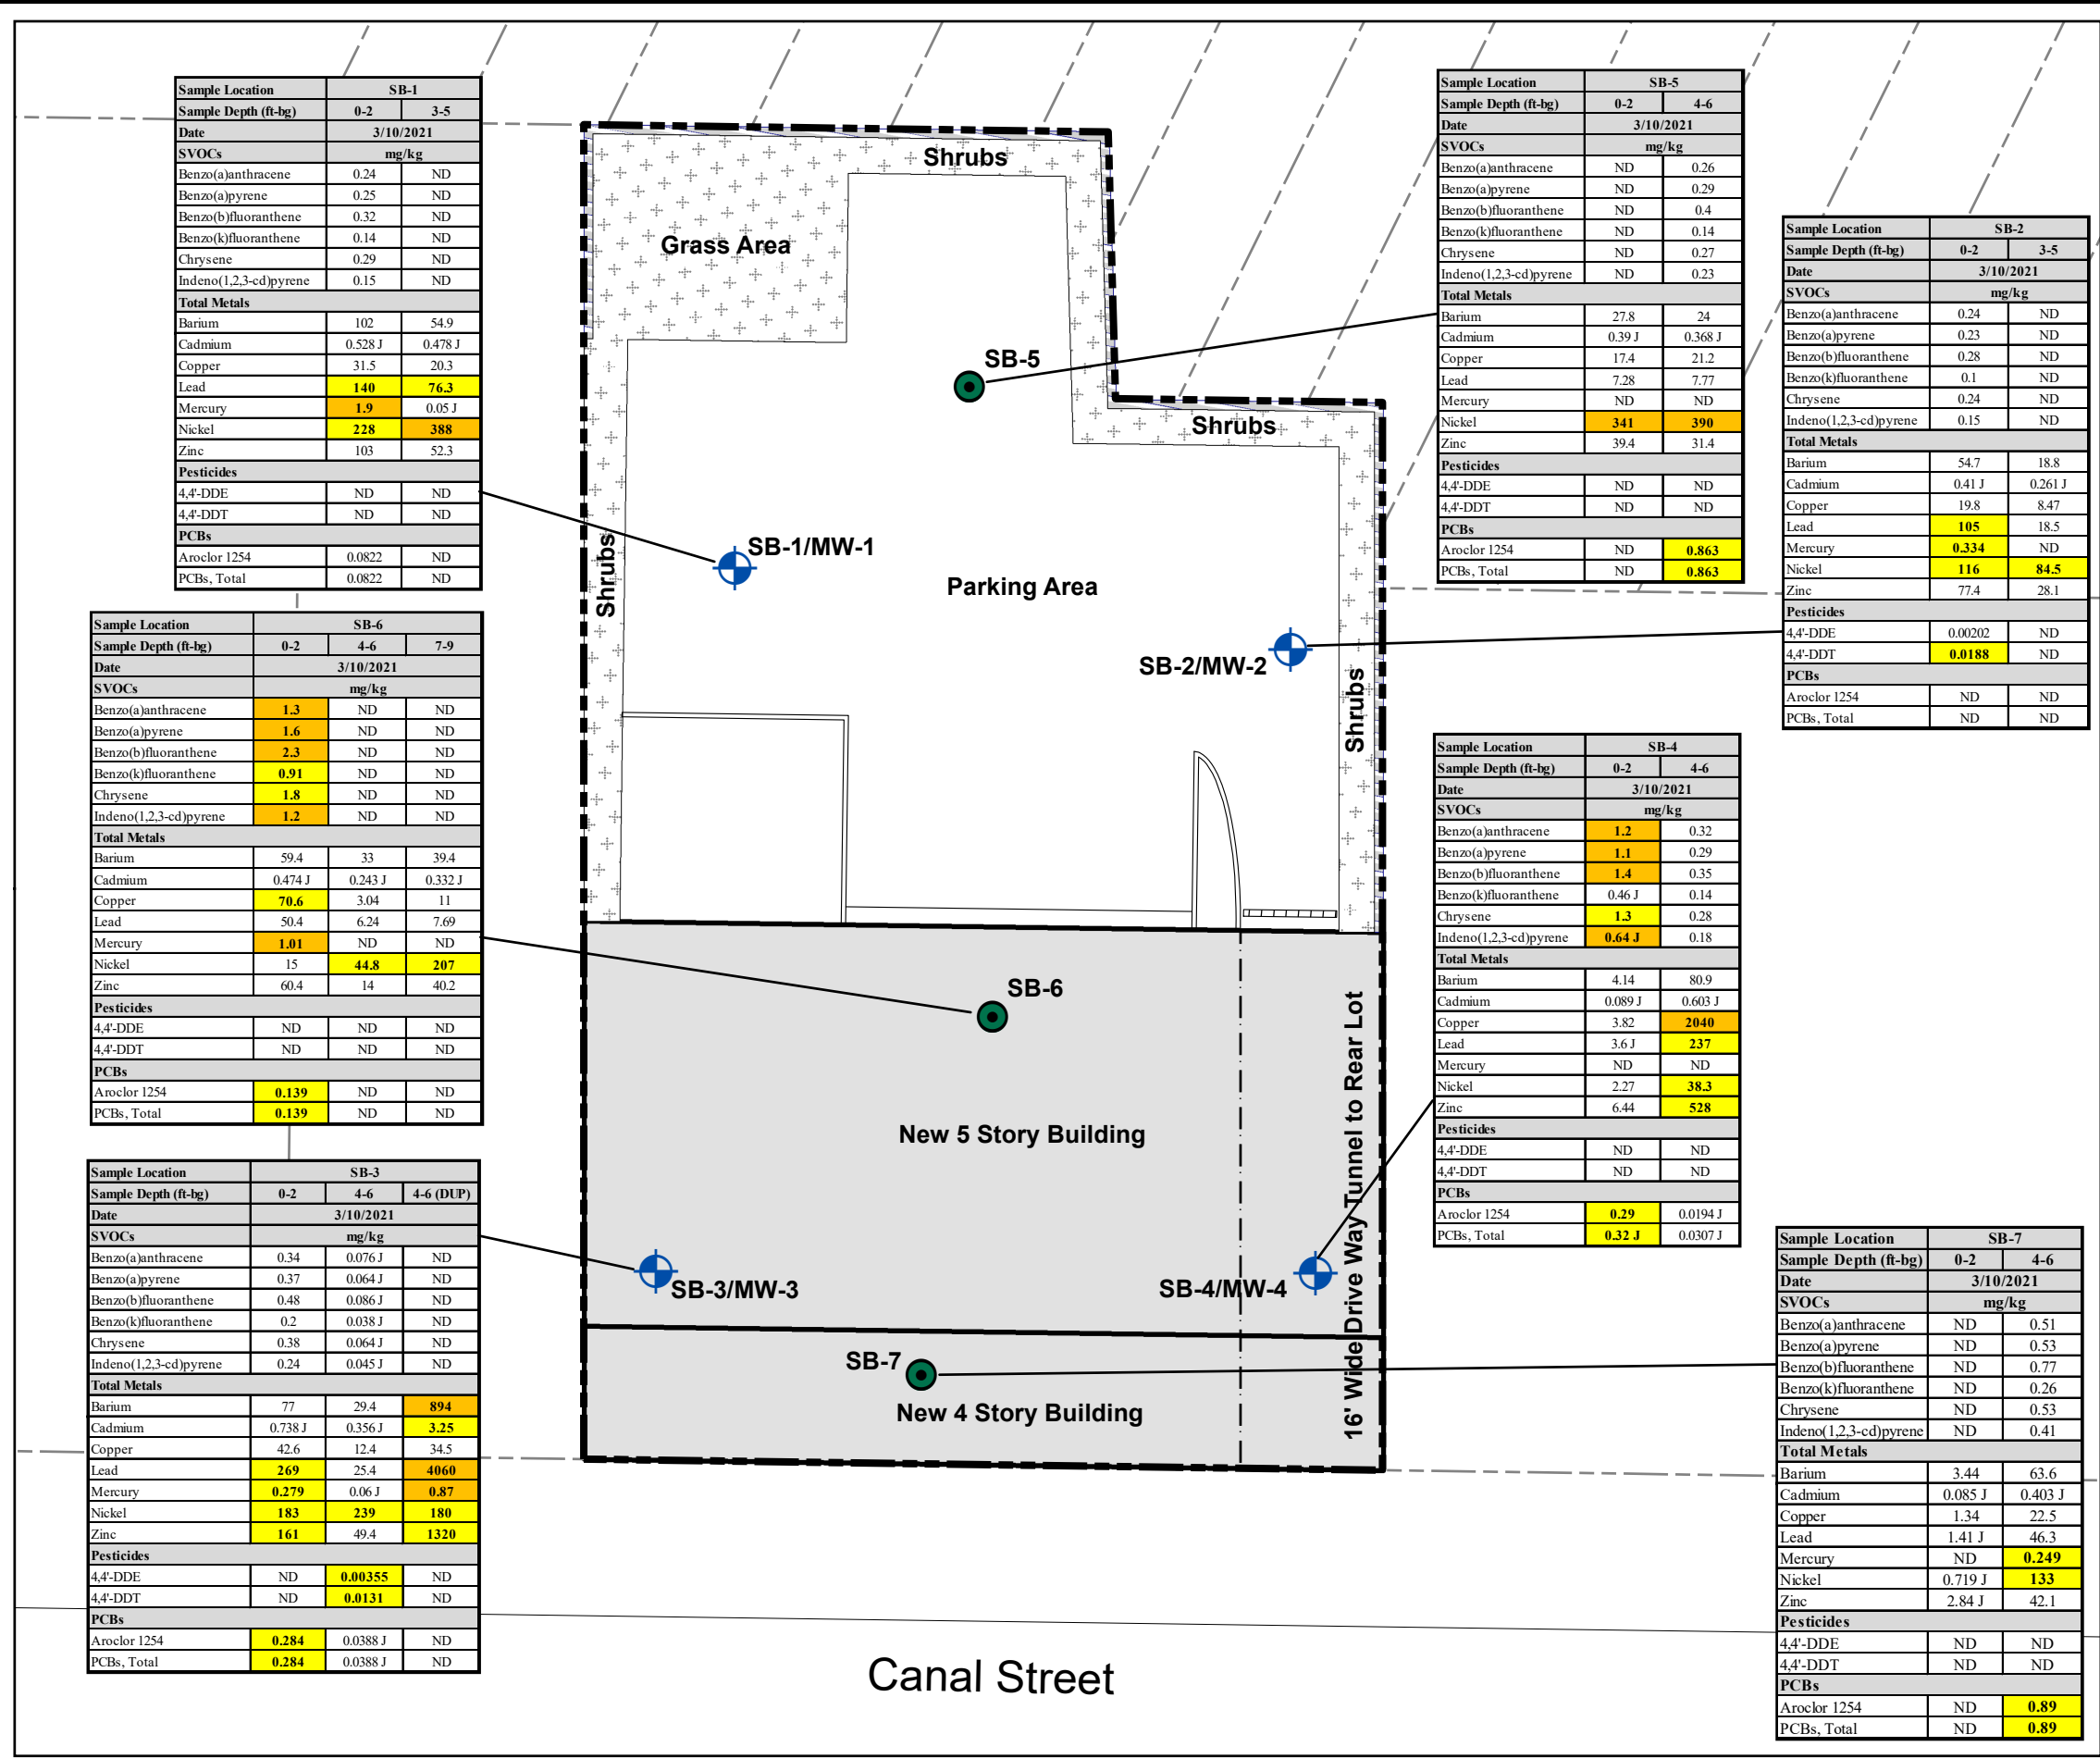 Sample Location SB-1
Sample Depth (ft-bg) 0-2 3-5
Date 3/10/2021
SVOCs mg/kg
Benzo(a)anthracene 0.24 ND
Benzo(a)pyrene 0.25 ND
Benzo(b)fluoranthene 0.32 ND
Benzo(k)fluoranthene 0.14 ND
Chrysene 0.29 ND
Indeno(1,2,3-cd)pyrene 0.15 ND
Total Metals
Barium 102 54.9
Cadmium 0.528 J 0.478 J
Copper 31.5 20.3
Lead 140 76.3
Mercury 1.9 0.05 J
Nickel 228 388
Zinc 103 52.3
Pesticides
4,4'-DDE ND ND
4,4'-DDT ND ND
PCBs
Aroclor 1254 0.0822 ND
PCBs, Total 0.0822 ND
Sample Location SB-5
Sample Depth (ft-bg) 0-2 4-6
Date 3/10/2021
SVOCs mg/kg
Benzo(a)anthracene ND 0.26
Benzo(a)pyrene ND 0.29
Benzo(b)fluoranthene ND 0.4
Benzo(k)fluoranthene ND 0.14
Chrysene ND 0.27
Indeno(1,2,3-cd)pyrene ND 0.23
Total Metals
Barium 27.8 24
Cadmium 0.39 J 0.368 J
Copper 17.4 21.2
Lead 7.28 7.77
Mercury ND ND
Nickel 341 390
Zinc 39.4 31.4
Pesticides
4,4'-DDE ND ND
4,4'-DDT ND ND
PCBs
Aroclor 1254 ND 0.863
PCBs, Total ND 0.863
Sample Location SB-2
Sample Depth (ft-bg) 0-2 3-5
Date 3/10/2021
SVOCs mg/kg
Benzo(a)anthracene 0.24 ND
Benzo(a)pyrene 0.23 ND
Benzo(b)fluoranthene 0.28 ND
Benzo(k)fluoranthene 0.1 ND
Chrysene 0.24 ND
Indeno(1,2,3-cd)pyrene 0.15 ND
Total Metals
Barium 54.7 18.8
Cadmium 0.41 J 0.261 J
Copper 19.8 8.47
Lead 105 18.5
Mercury 0.334 ND
Nickel 116 84.5
Zinc 77.4 28.1
Pesticides
4,4'-DDE 0.00202 ND
4,4'-DDT 0.0188 ND
PCBs
Aroclor 1254 ND ND
PCBs, Total ND ND
Shrubs
Grass Area
SB-5
Shrubs
SB-1/MW-1
Shrubs
Parking Area
SB-2/MW-2
Shrubs
Sample Location SB-6
Sample Depth (ft-bg) 0-2 4-6 7-9
Date 3/10/2021
SVOCs mg/kg
Benzo(a)anthracene 1.3 ND ND
Benzo(a)pyrene 1.6 ND ND
Benzo(b)fluoranthene 2.3 ND ND
Benzo(k)fluoranthene 0.91 ND ND
Chrysene 1.8 ND ND
Indeno(1,2,3-cd)pyrene 1.2 ND ND
Total Metals
Barium 59.4 33 39.4
Cadmium 0.474 J 0.243 J 0.332 J
Copper 70.6 3.04 11
Lead 50.4 6.24 7.69
Mercury 1.01 ND ND
Nickel 15 44.8 207
Zinc 60.4 14 40.2
Pesticides
4,4'-DDE ND ND ND
4,4'-DDT ND ND ND
PCBs
Aroclor 1254 0.139 ND ND
PCBs, Total 0.139 ND ND
Sample Location SB-4
Sample Depth (ft-bg) 0-2 4-6
Date 3/10/2021
SVOCs mg/kg
Benzo(a)anthracene 1.2 0.32
Benzo(a)pyrene 1.1 0.29
Benzo(b)fluoranthene 1.4 0.35
Benzo(k)fluoranthene 0.46 J 0.14
Chrysene 1.3 0.28
Indeno(1,2,3-cd)pyrene 0.64 J 0.18
Total Metals
Barium 4.14 80.9
Cadmium 0.089 J 0.603 J
Copper 3.82 2040
Lead 3.6 J 237
Mercury ND ND
Nickel 2.27 38.3
Zinc 6.44 528
Pesticides
4,4'-DDE ND ND
4,4'-DDT ND ND
PCBs
Aroclor 1254 0.29 0.0194 J
PCBs, Total 0.32 J 0.0307 J
SB-6
New 5 Story Building
16' Wide Drive Way Tunnel to Rear Lot
SB-3/MW-3
SB-4/MW-4
SB-7
New 4 Story Building
Sample Location SB-3
Sample Depth (ft-bg) 0-2 4-6 4-6 (DUP)
Date 3/10/2021
SVOCs mg/kg
Benzo(a)anthracene 0.34 0.076 J ND
Benzo(a)pyrene 0.37 0.064 J ND
Benzo(b)fluoranthene 0.48 0.086 J ND
Benzo(k)fluoranthene 0.2 0.038 J ND
Chrysene 0.38 0.064 J ND
Indeno(1,2,3-cd)pyrene 0.24 0.045 J ND
Total Metals
Barium 77 29.4 894
Cadmium 0.738 J 0.356 J 3.25
Copper 42.6 12.4 34.5
Lead 269 25.4 4060
Mercury 0.279 0.06 J 0.87
Nickel 183 239 180
Zinc 161 49.4 1320
Pesticides
4,4'-DDE ND 0.00355 ND
4,4'-DDT ND 0.0131 ND
PCBs
Aroclor 1254 0.284 0.0388 J ND
PCBs, Total 0.284 0.0388 J ND
Sample Location SB-7
Sample Depth (ft-bg) 0-2 4-6
Date 3/10/2021
SVOCs mg/kg
Benzo(a)anthracene ND 0.51
Benzo(a)pyrene ND 0.53
Benzo(b)fluoranthene ND 0.77
Benzo(k)fluoranthene ND 0.26
Chrysene ND 0.53
Indeno(1,2,3-cd)pyrene ND 0.41
Total Metals
Barium 3.44 63.6
Cadmium 0.085 J 0.403 J
Copper 1.34 22.5
Lead 1.41 J 46.3
Mercury ND 0.249
Nickel 0.719 J 133
Zinc 2.84 J 42.1
Pesticides
4,4'-DDE ND ND
4,4'-DDT ND ND
PCBs
Aroclor 1254 ND 0.89
PCBs, Total ND 0.89
Canal Street